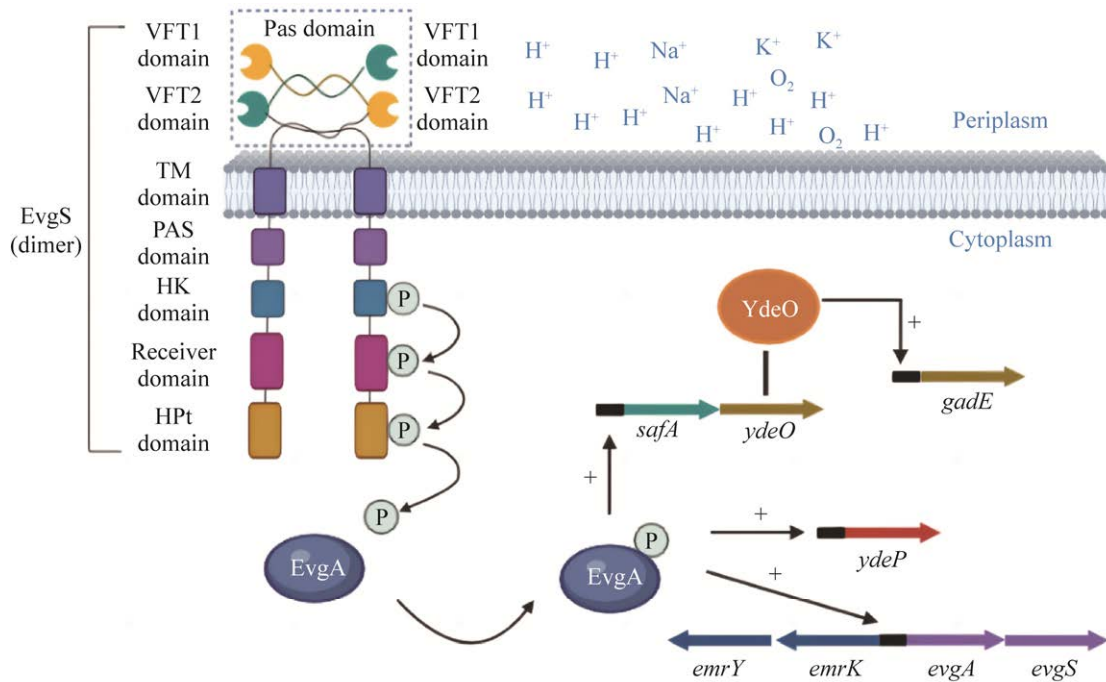 VFT1
domain
Pas domain
VFT1
domain
VFT2
domain
VFT2
domain
H⁺
H⁺
Na⁺
K⁺
K⁺
O₂
H⁺
H⁺
H⁺
Na⁺
H⁺
H⁺
H⁺
H⁺
O₂
H⁺
Periplasm
TM
domain
EvgS
(dimer)
PAS
domain
Cytoplasm
HK
domain
P
YdeO
+
Receiver
domain
P
gadE
HPt
domain
P
safA
ydeO
+
P
EvgA
P
EvgA
+
ydeP
+
emrY
emrK
evgA
evgS